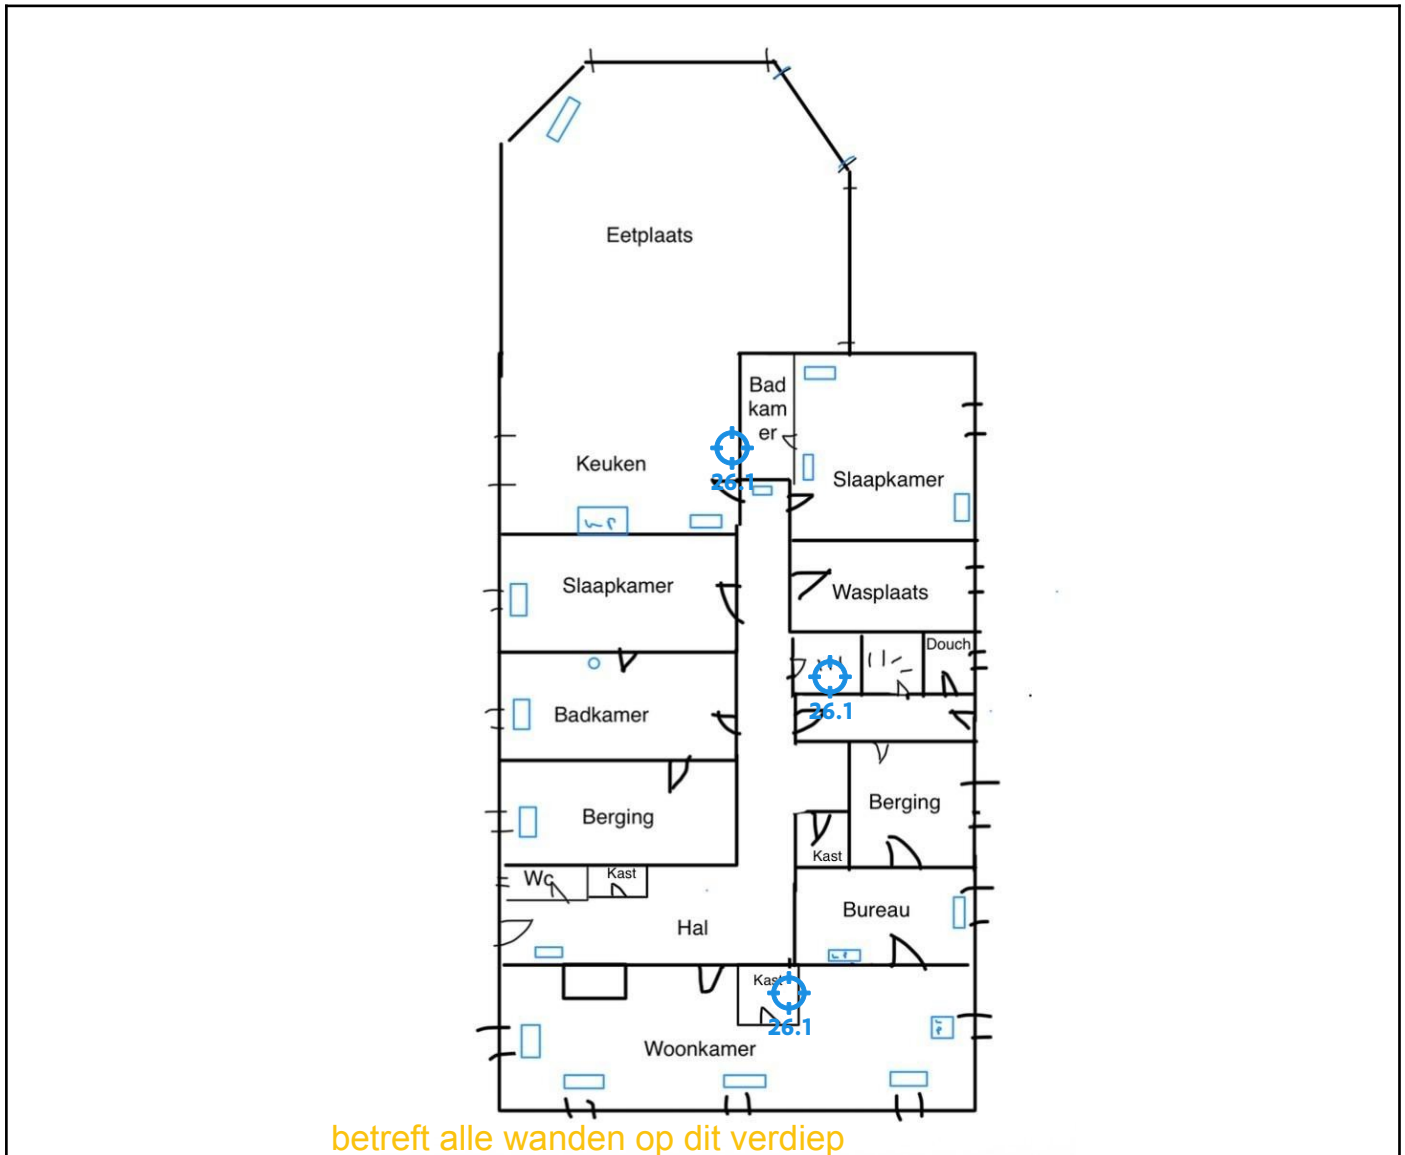 Eetplaats
Bad
kam
er
Keuken
26.1
Slaapkamer
Slaapkamer
Wasplaats
Douch
Badkamer
26.1
Berging
Berging
Kast
Wc
Kast
Bureau
Hal
Kast
26.1
Woonkamer
betreft alle wanden op dit verdiep